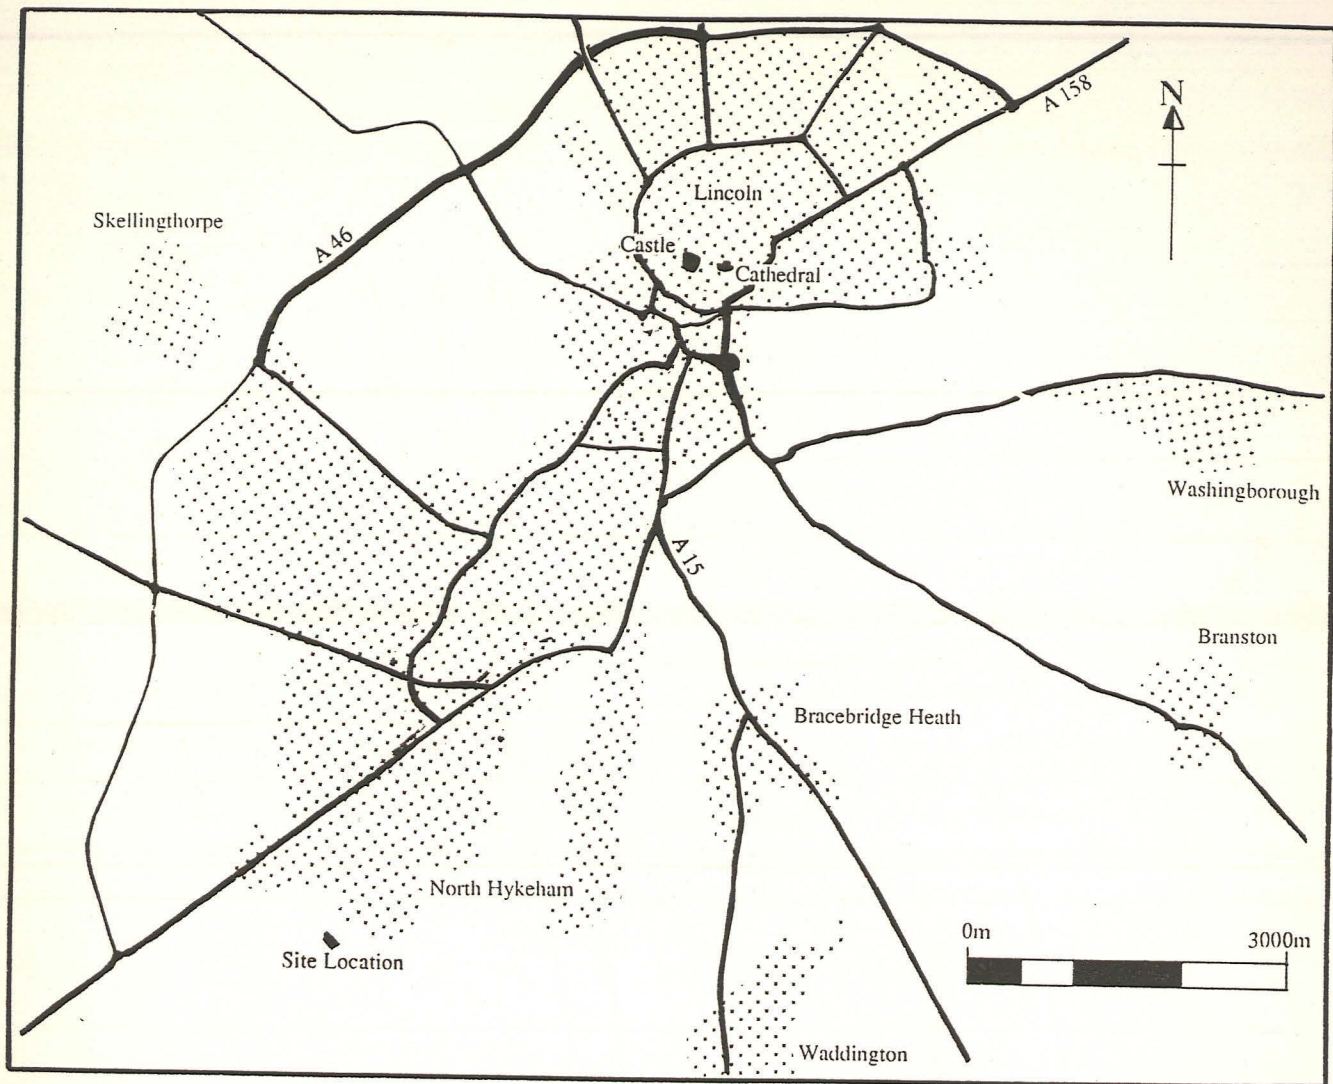 A 158
N
Lincoln
Skellingthorpe
A 46
Castle
Cathedral
Washingborough
A 15
Branston
Bracebridge Heath
North Hykeham
0m 3000m
Site Location
Waddington